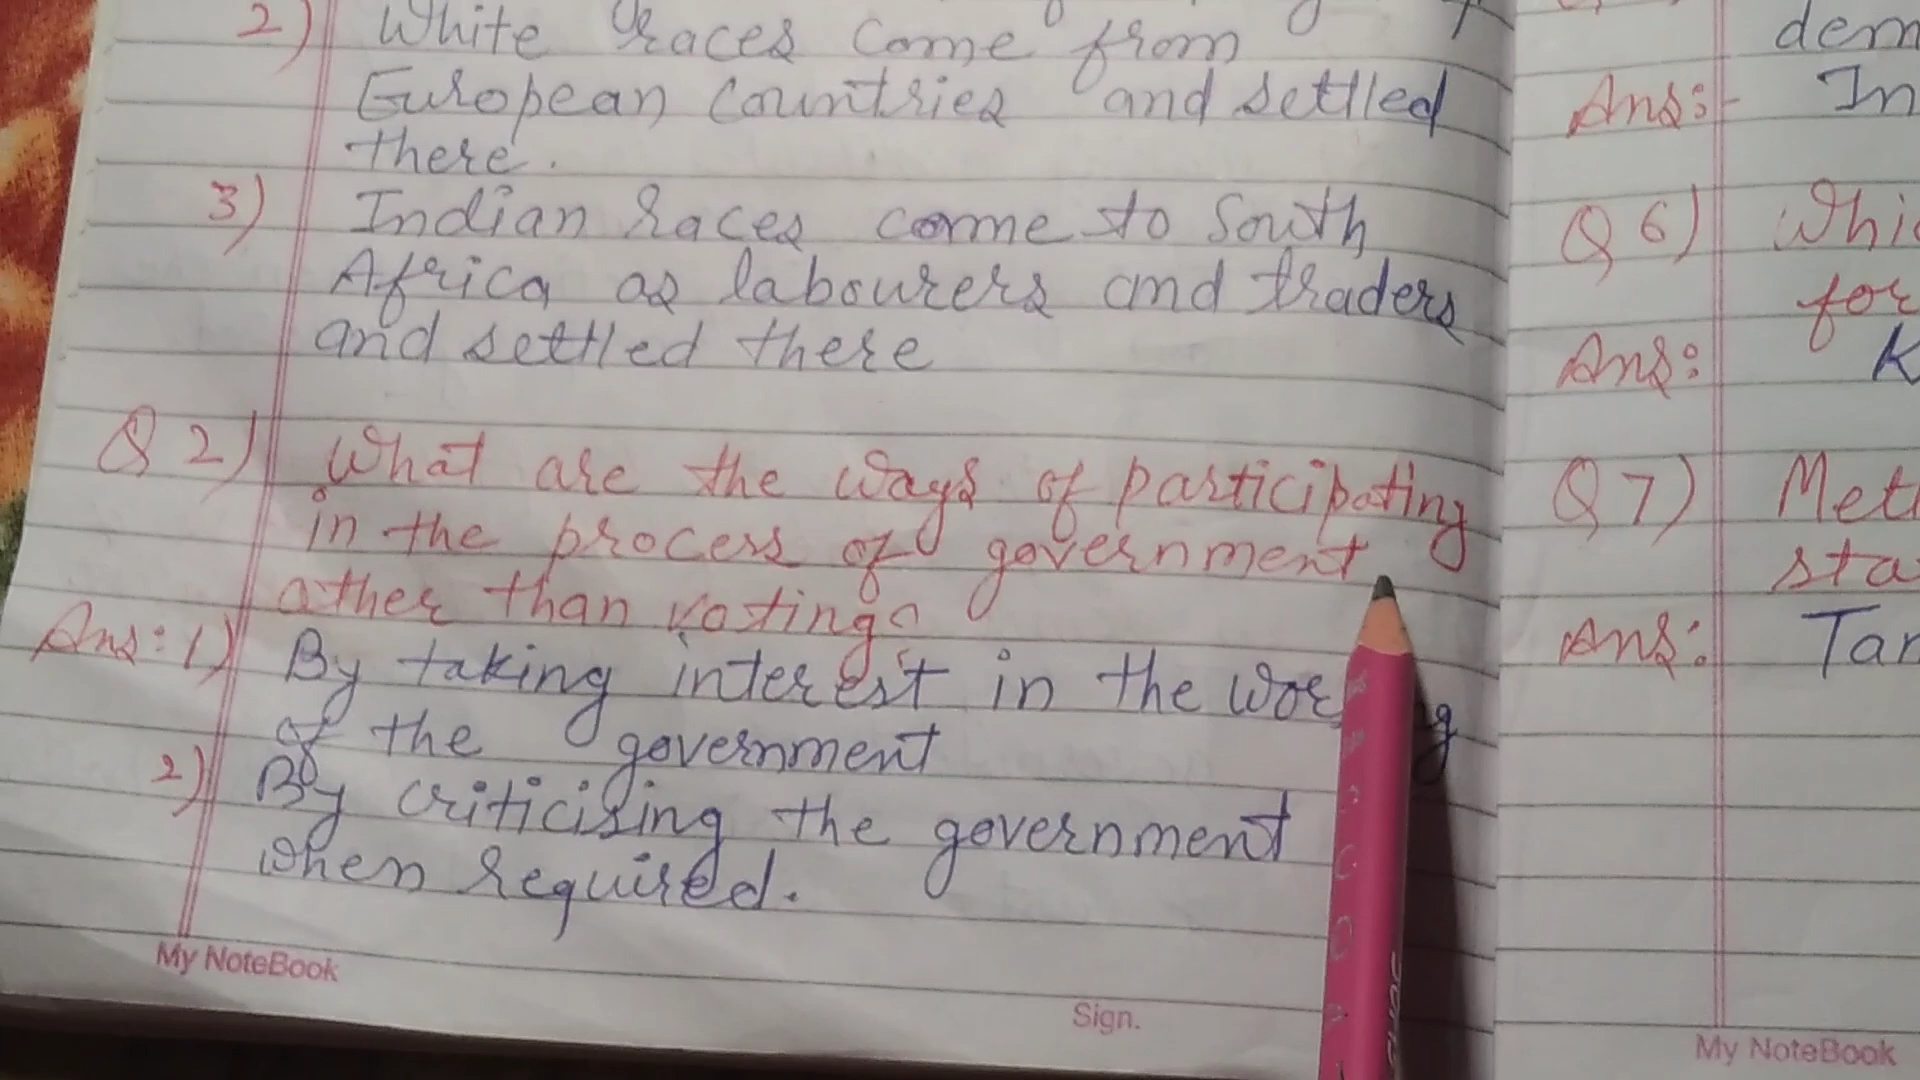 2) White races come from
European countries and settled
there.
3) Indian races come to South
Africa as labourers and traders
and settled there
Q 2) What are the ways of participating
in the process of government
other than voting?
Ans: 1) By taking interest in the
of the government
2) By criticising the government
when required.
My NoteBook
Sign.
dem
Ans:- In
Q 6) Whic
for
Ans: K
Q 7) Met
sta
Ans: Tar
My NoteBook